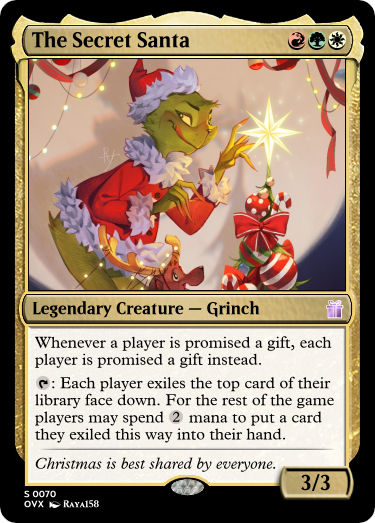 The Secret Santa
Legendary Creature — Grinch
Whenever a player is promised a gift, each
player is promised a gift instead.
: Each player exiles the top card of their
library face down. For the rest of the game
players may spend 2 mana to put a card
they exiled this way into their hand.
Christmas is best shared by everyone.
3/3
S 0070
OVX Raya158